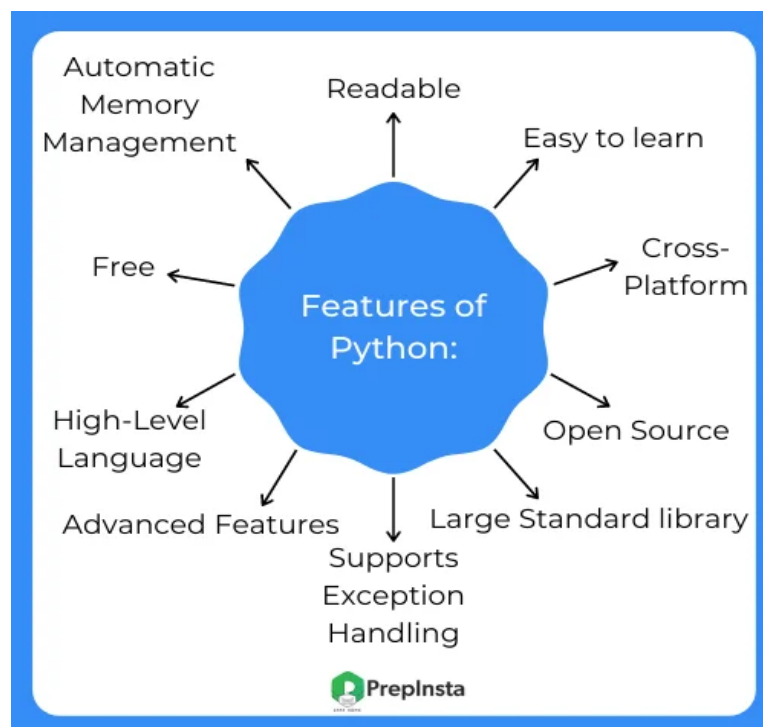 Automatic
Memory
Management
Readable
Easy to learn
Free
Features of
Python:
Cross-
Platform
High-Level
Language
Open Source
Advanced Features
Large Standard library
Supports
Exception
Handling
PrepInsta